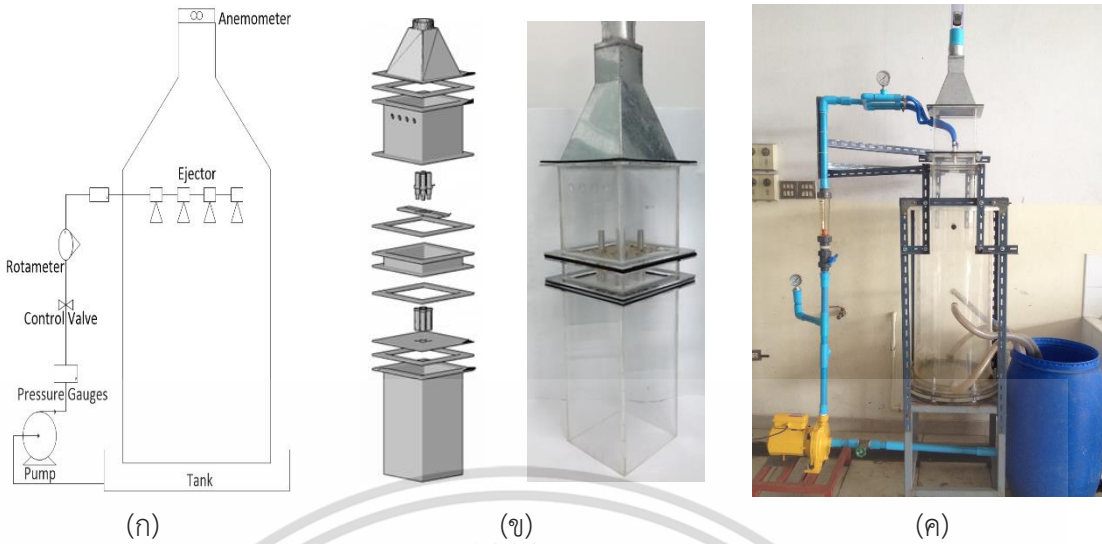 Anemometer
Ejector
Rotameter
Control Valve
Pressure Gauges
Pump
Tank
(ก)
(ข)
(ค)